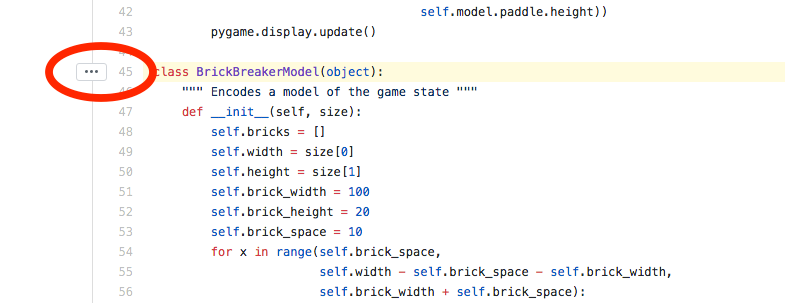 42 self.model.paddle.height))
43 pygame.display.update()
45 class BrickBreakerModel(object):
46 """ Encodes a model of the game state """
47 def __init__(self, size):
48 self.bricks = []
49 self.width = size[0]
50 self.height = size[1]
51 self.brick_width = 100
52 self.brick_height = 20
53 self.brick_space = 10
54 for x in range(self.brick_space,
55 self.width - self.brick_space - self.brick_width,
56 self.brick_width + self.brick_space):